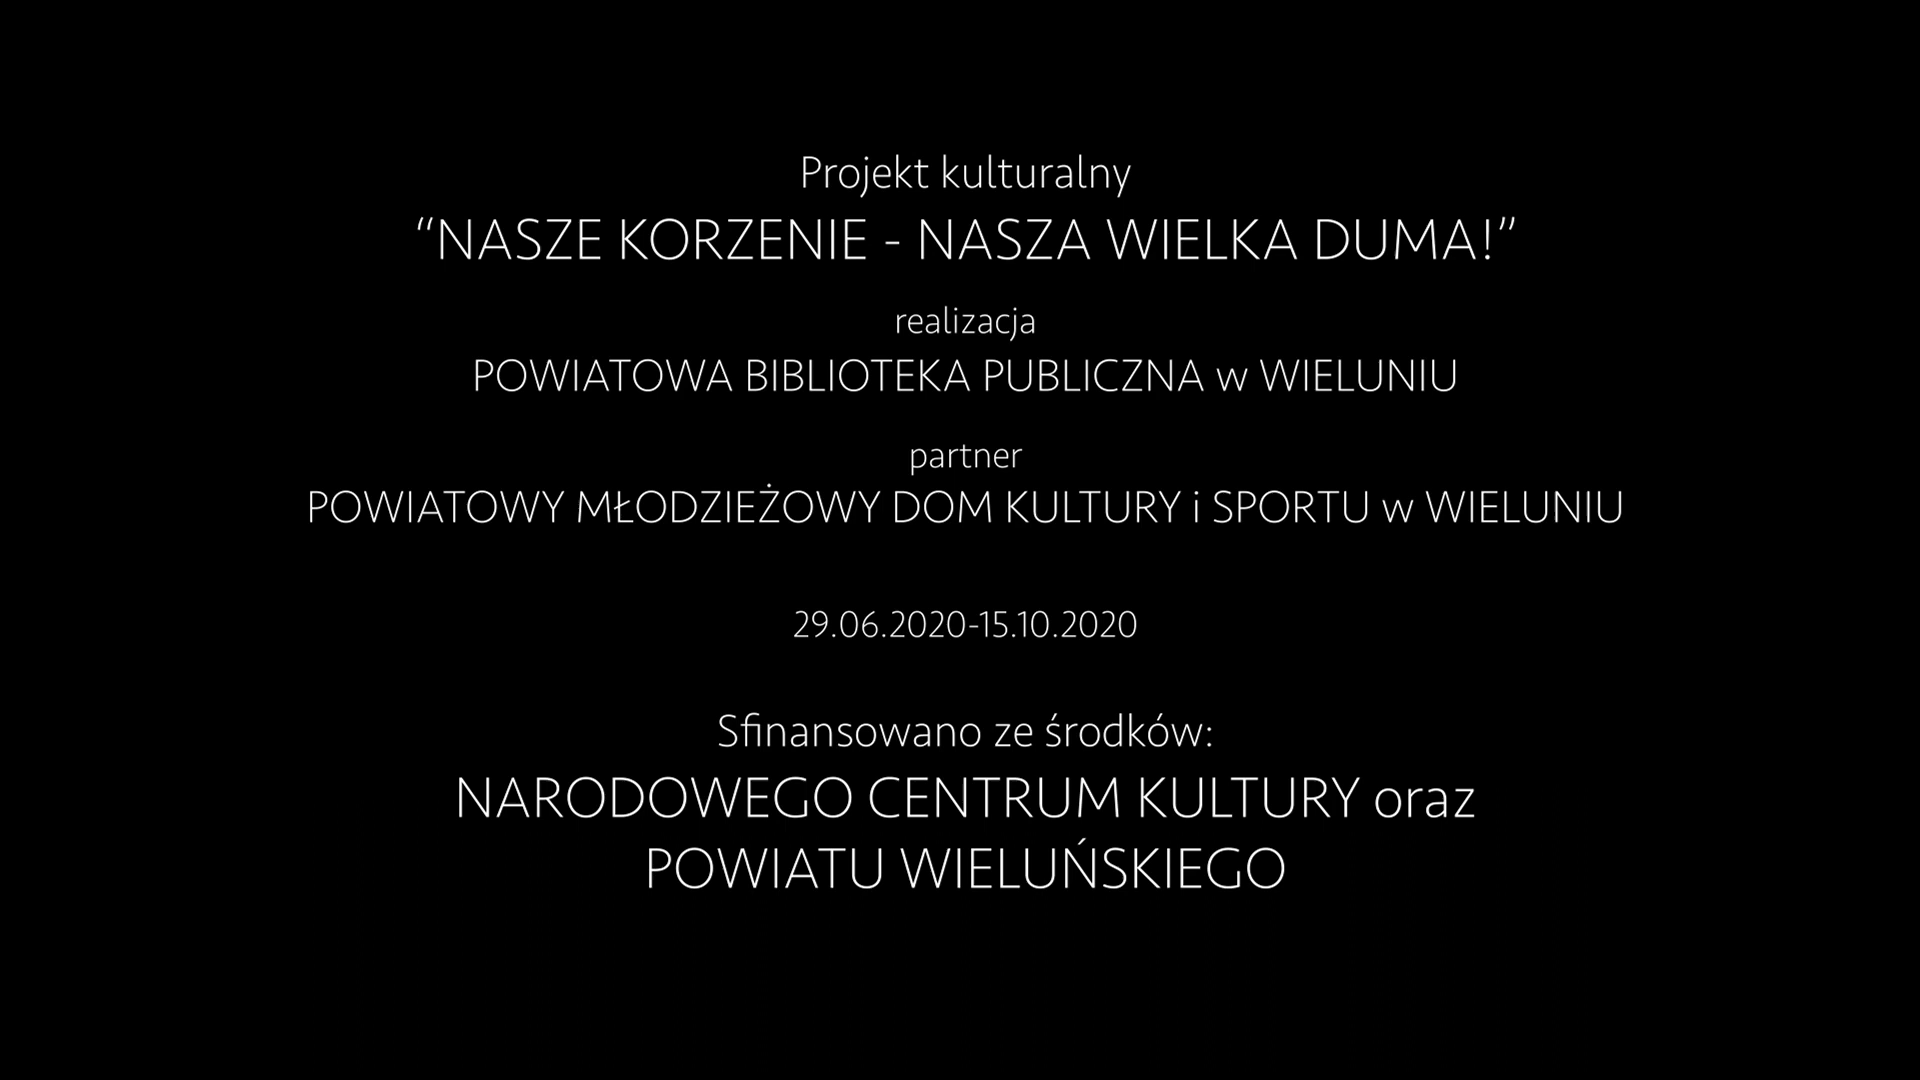 Projekt kulturalny
“NASZE KORZENIE - NASZA WIELKA DUMA!”
realizacja
POWIATOWA BIBLIOTEKA PUBLICZNA w WIELUNIU
partner
POWIATOWY MŁODZIEŻOWY DOM KULTURY i SPORTU w WIELUNIU
29.06.2020-15.10.2020
Sfinansowano ze środków:
NARODOWEGO CENTRUM KULTURY oraz
POWIATU WIELUŃSKIEGO